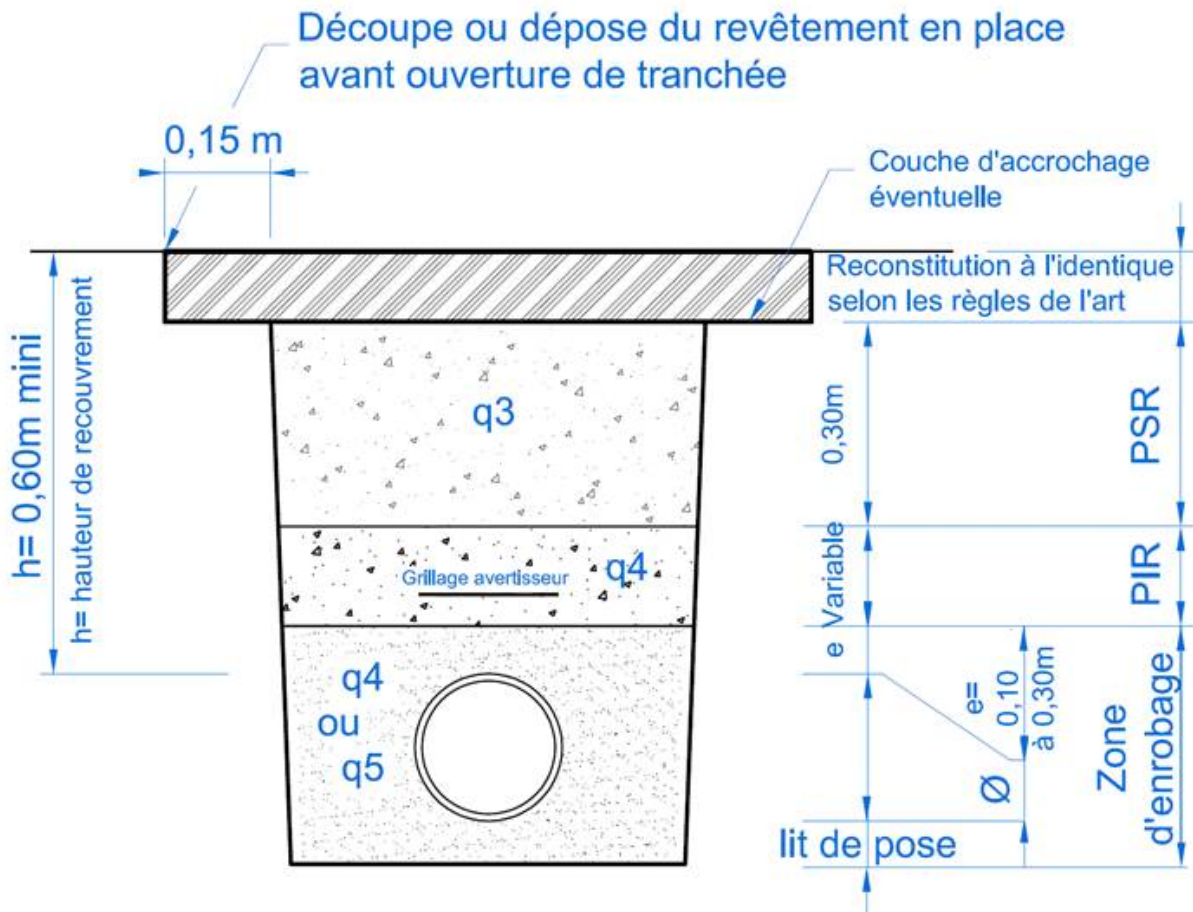 Découpe ou dépose du revêtement en place
avant ouverture de tranchée
0,15 m
Couche d'accrochage
éventuelle
Reconstitution à l'identique
selon les règles de l'art
h= 0,60m mini
h= hauteur de recouvrement
q3
0,30m
PSR
Grillage avertisseur
q4
e Variable
PIR
q4
ou
q5
e=
0,10
à 0,30m
Ø
Zone
d'enrobage
lit de pose